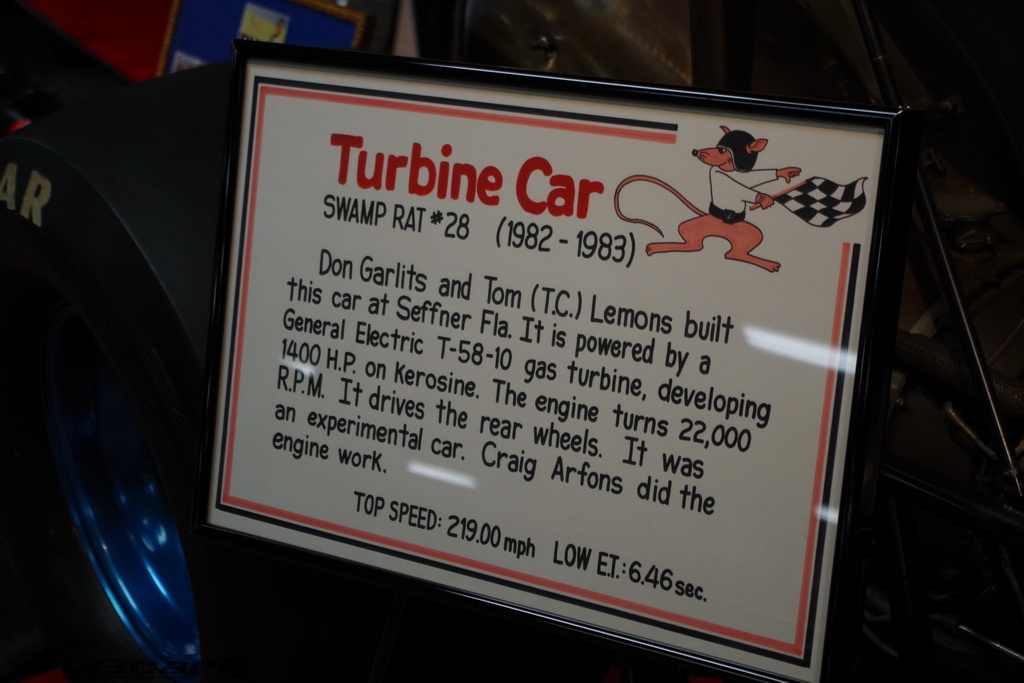 AR
Turbine Car
SWAMP RAT #28 (1982 - 1983)
Don Garlits and Tom (T.C.) Lemons built
this car at Seffner Fla. It is powered by a
General Electric T-58-10 gas turbine, developing
1400 H.P. on Kerosine. The engine turns 22,000
R.P.M. It drives the rear wheels. It was
an experimental car. Craig Arfons did the
engine work.
TOP SPEED: 219.00 mph LOW E.T.: 6.46 sec.